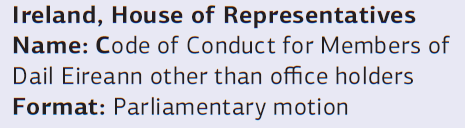 Ireland, House of Representatives
Name: Code of Conduct for Members of
Dail Eireann other than office holders
Format: Parliamentary motion